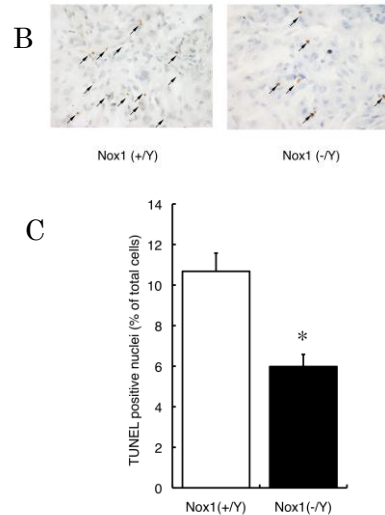 B
Nox1 (+/Y) Nox1 (-/Y)
C
TUNEL positive nuclei (% of total cells)
14
12
10
8
6
4
2
0
*
Nox1(+/Y) Nox1(-/Y)